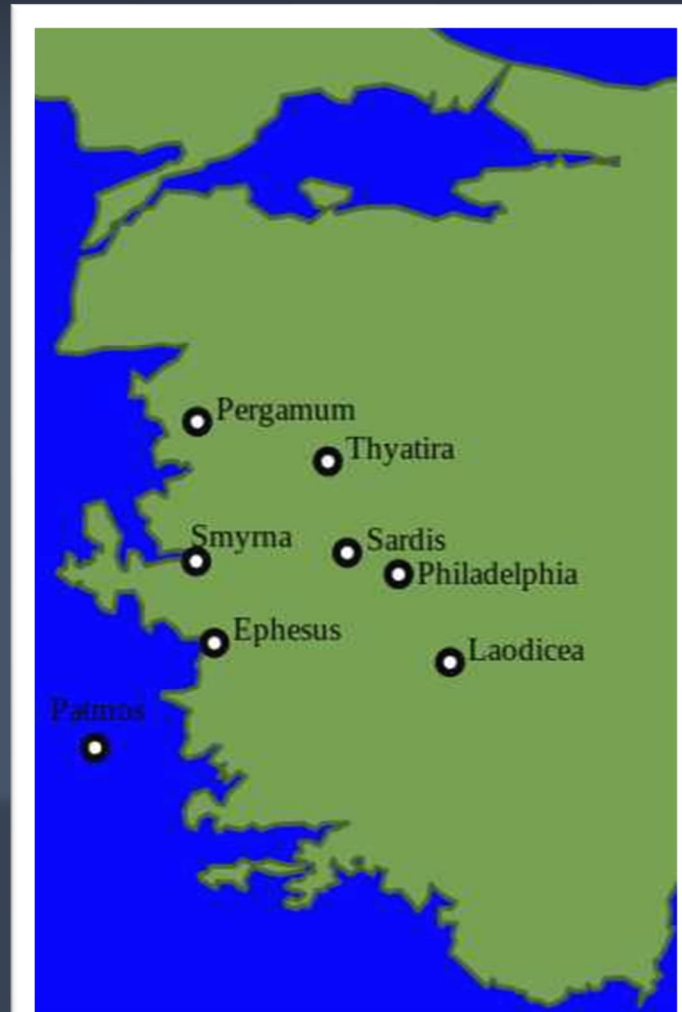 Pergamum
Thyatira
Smyrna
Sardis
Philadelphia
Ephesus
Laodicea
Patmos